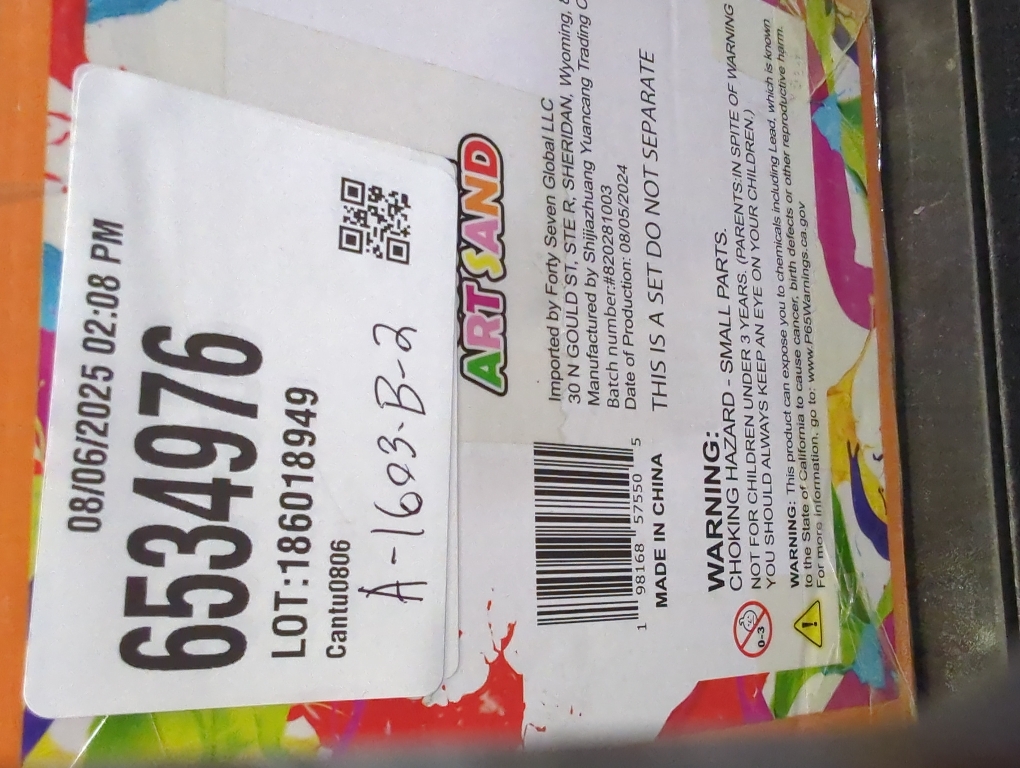 08/06/2025 02:08 PM
6534976
LOT:186018949
Cantu0806
A-1693-B-2
ART SAND
Imported by Forty Seven Global LLC
30 N GOULD ST, STE R, SHERIDAN, Wyoming,
Manufactured by Shijiazhuang Yuancang Trading
Batch number:#820281003
Date of Production: 08/05/2024
THIS IS A SET DO NOT SEPARATE
1 98168 57550 5
MADE IN CHINA
WARNING:
CHOKING HAZARD - SMALL PARTS.
NOT FOR CHILDREN UNDER 3 YEARS. (PARENTS:IN SPITE OF WARNING
YOU SHOULD ALWAYS KEEP AN EYE ON YOUR CHILDREN.)
0-3
WARNING: This product can expose you to chemicals including Lead, which is known
to the State of California to cause cancer, birth defects or other reproductive harm.
For more information, go to: www.P65Warnings.ca.gov